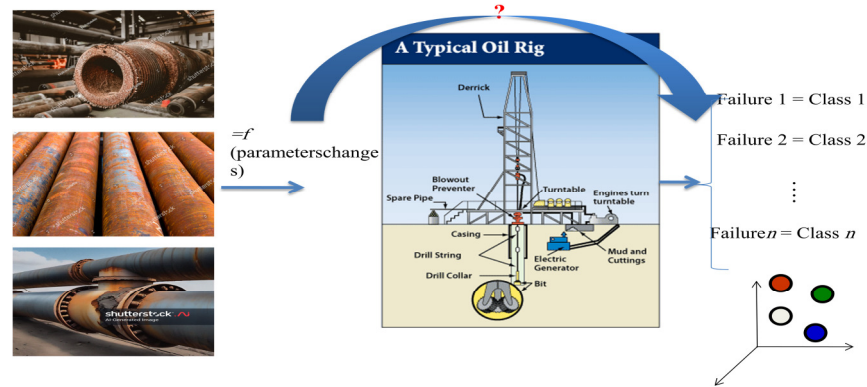 ?
A Typical Oil Rig
=f
(parameterschange
s)
Derrick
Blowout
Preventer
Turntable
Engines turn
turntable
Spare Pipe
Casing
Drill String
Electric
Generator
Mud and
Cuttings
Drill Collar
Bit
Failure 1 = Class 1
Failure 2 = Class 2
Failuren = Class n
shutterstock
shutterstock
shutterstock
AI Generated Image